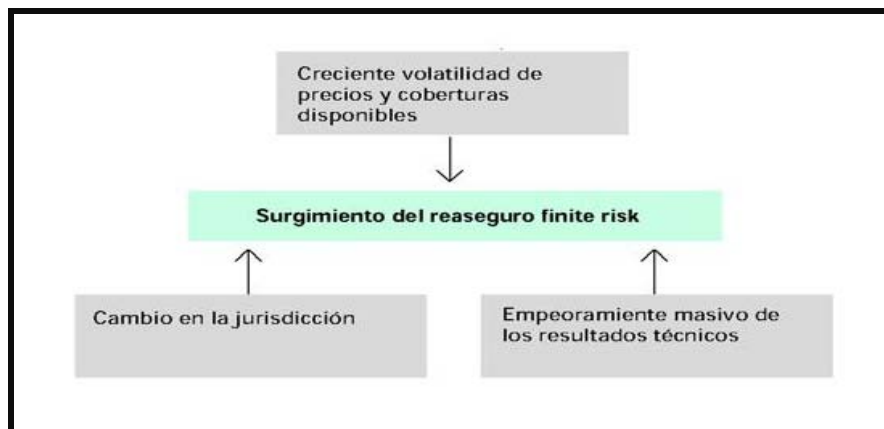 Creciente volatilidad de
precios y coberturas
disponibles
Surgimiento del reaseguro finite risk
Cambio en la jurisdicción
Empeoramiente masivo de
los resultados técnicos